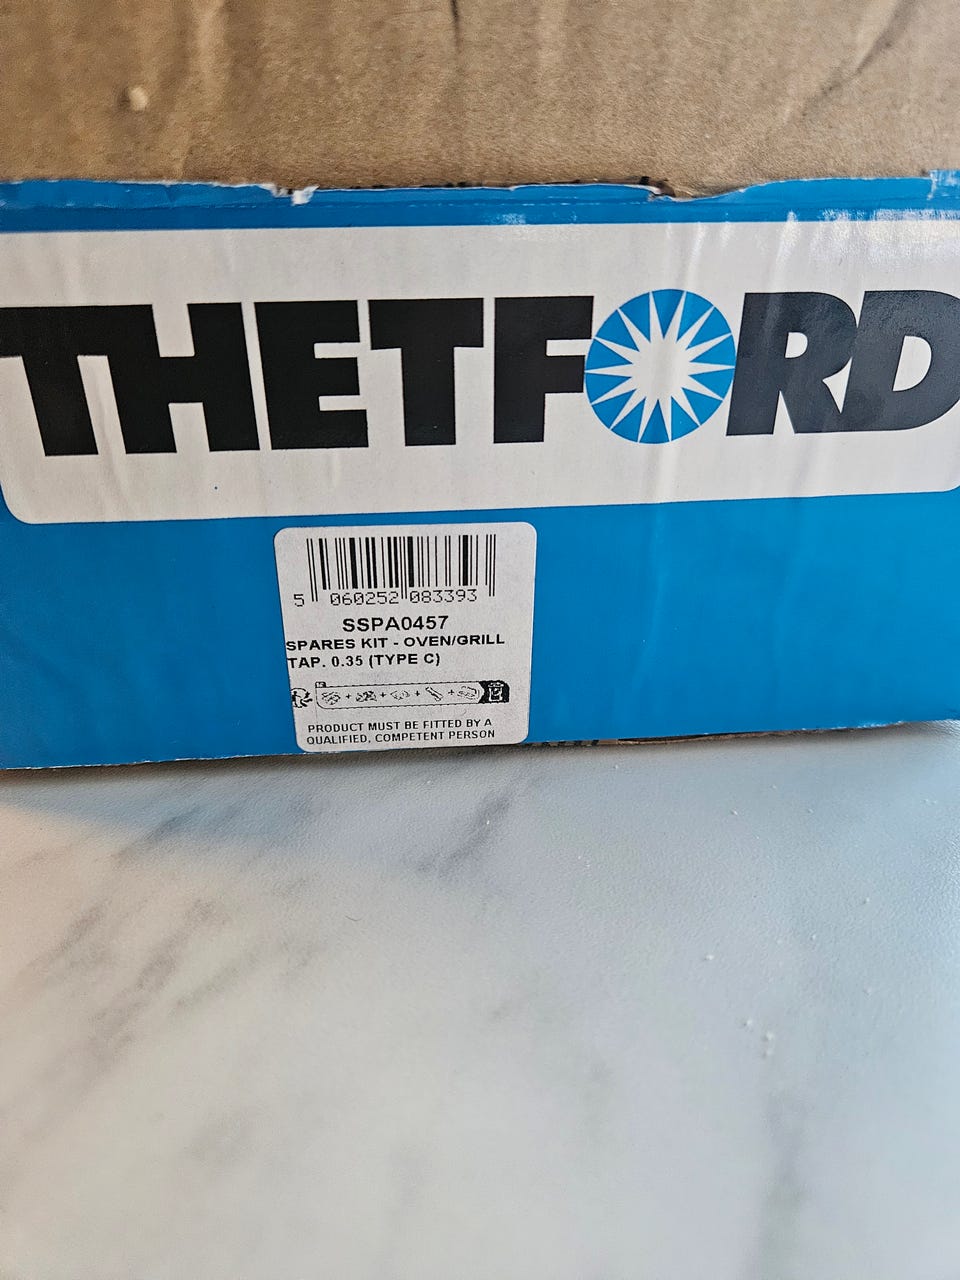 THETFORD
5 060252 083393
SSPA0457
SPARES KIT - OVEN/GRILL
TAP. 0.35 (TYPE C)
PRODUCT MUST BE FITTED BY A
QUALIFIED, COMPETENT PERSON